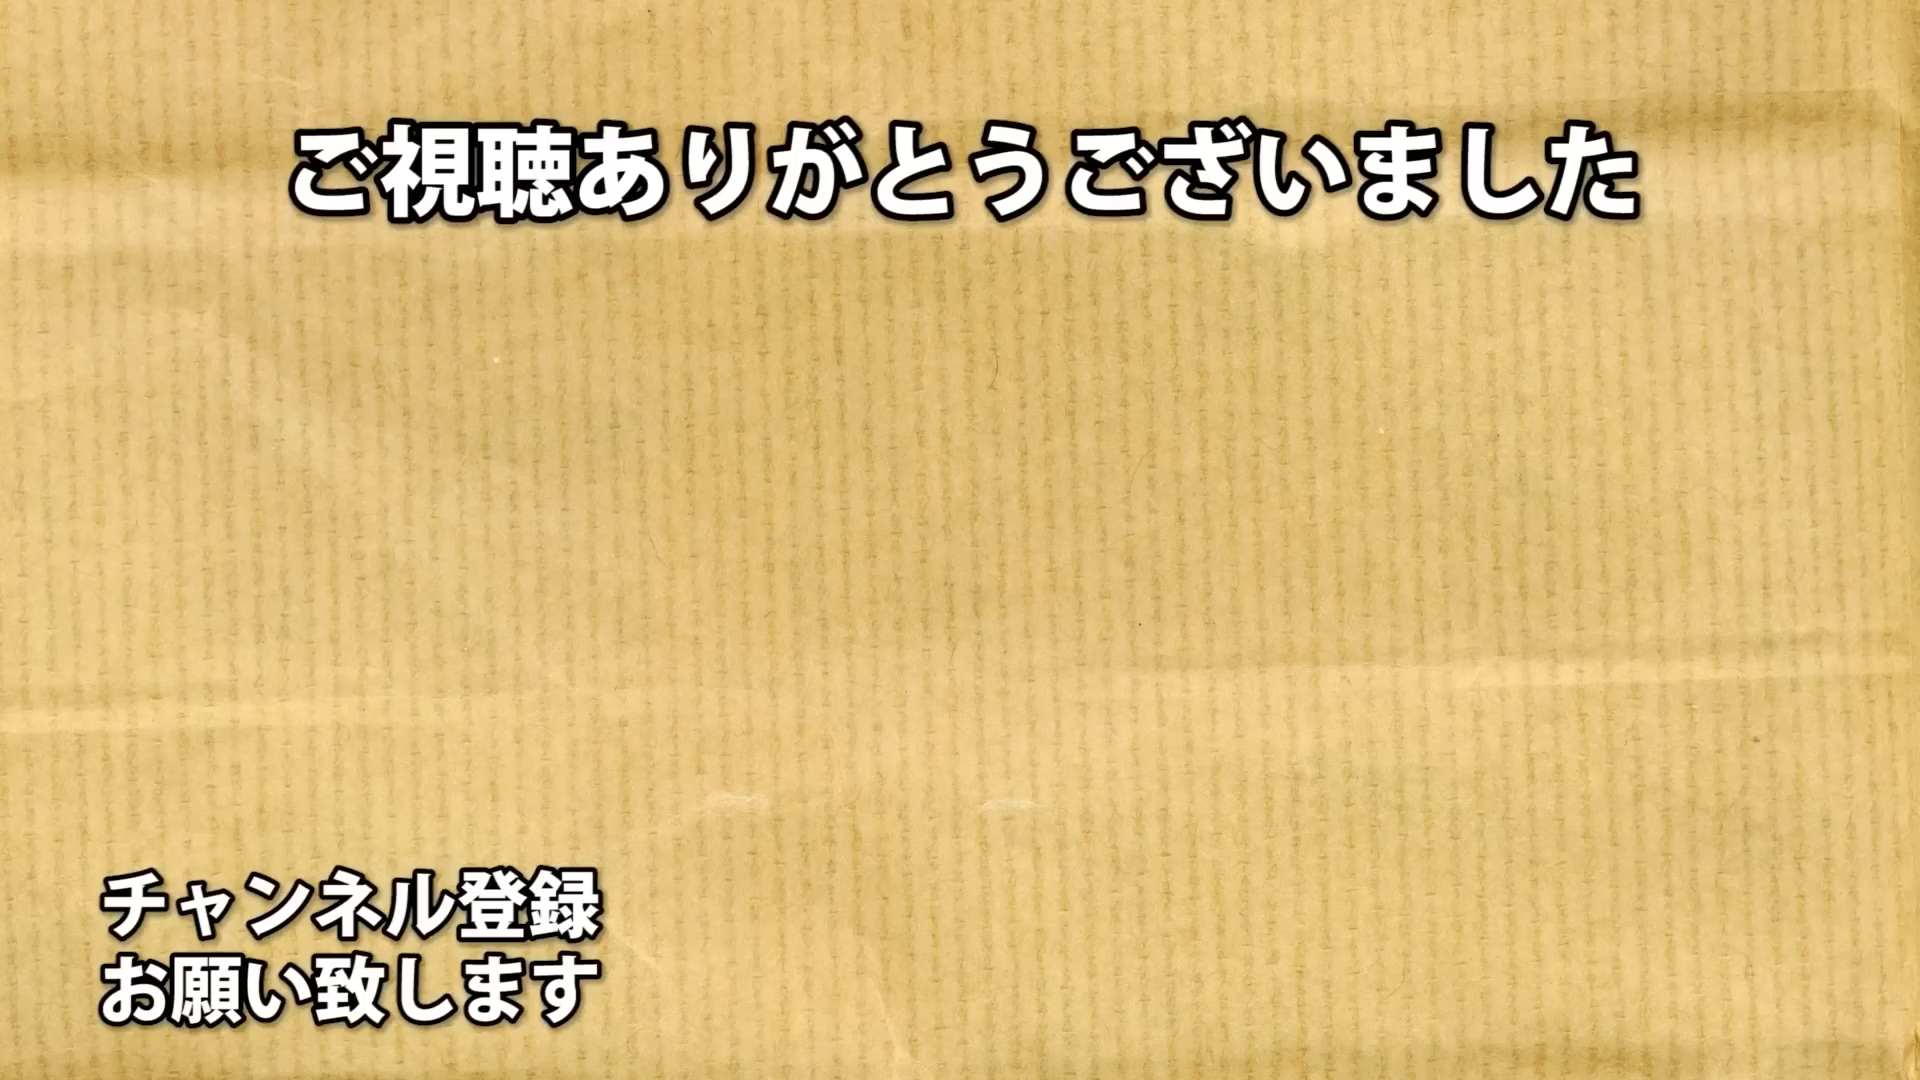 ご視聴ありがとうございました
チャンネル登録
お願い致します